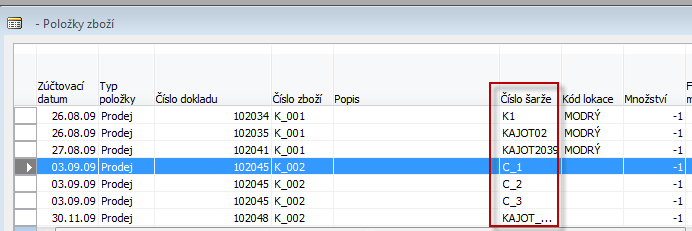 - Položky zboží
Zúčtovací datum Typ položky Číslo dokladu Číslo zboží Popis Číslo šarže Kód lokace Množství F m
26.08.09 Prodej 102034 K_001 K1 MODRÝ -1
26.08.09 Prodej 102035 K_001 KAJOT02 MODRÝ -1
27.08.09 Prodej 102041 K_001 KAJOT2039 MODRÝ -1
03.09.09 Prodej 102045 K_002 C_1 -1
03.09.09 Prodej 102045 K_002 C_2 -1
03.09.09 Prodej 102045 K_002 C_3 -1
30.11.09 Prodej 102048 K_002 KAJOT_... -1